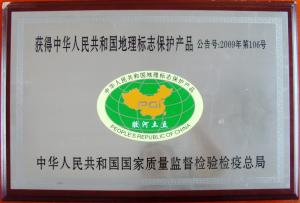 获得中华人民共和国地理标志保护产品 公告号:2009年第106号
中华人民共和国地理标志保护产品
PGI
PEOPLE'S REPUBLIC OF CHINA
中华人民共和国国家质量监督检验检疫总局